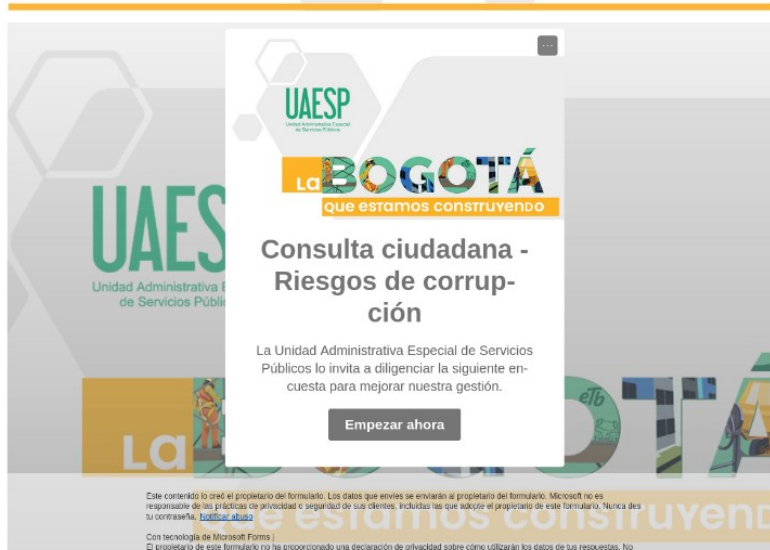 UAESP
Unidad Administrativa Especial
de Servicios Públicos
La BOGOTÁ
que estamos construyendo
Consulta ciudadana -
Riesgos de corrup-
ción
La Unidad Administrativa Especial de Servicios
Públicos lo invita a diligenciar la siguiente en-
cuesta para mejorar nuestra gestión.
Empezar ahora
UAESP
Unidad Administrativa E
de Servicios Públic
La BOGOTÁ
etb
que estamos construyend
Este contenido lo creó el propietario del formulario. Los datos que envíes se enviarán al propietario del formulario. Microsoft no es
responsable de las prácticas de privacidad o seguridad de sus clientes, incluidas las que adopte el propietario de este formulario. Nunca des
tu contraseña. Notificar abuso
Con tecnología de Microsoft Forms |
El propietario de este formulario no ha proporcionado una declaración de privacidad sobre cómo utilizarán los datos de tus respuestas. No